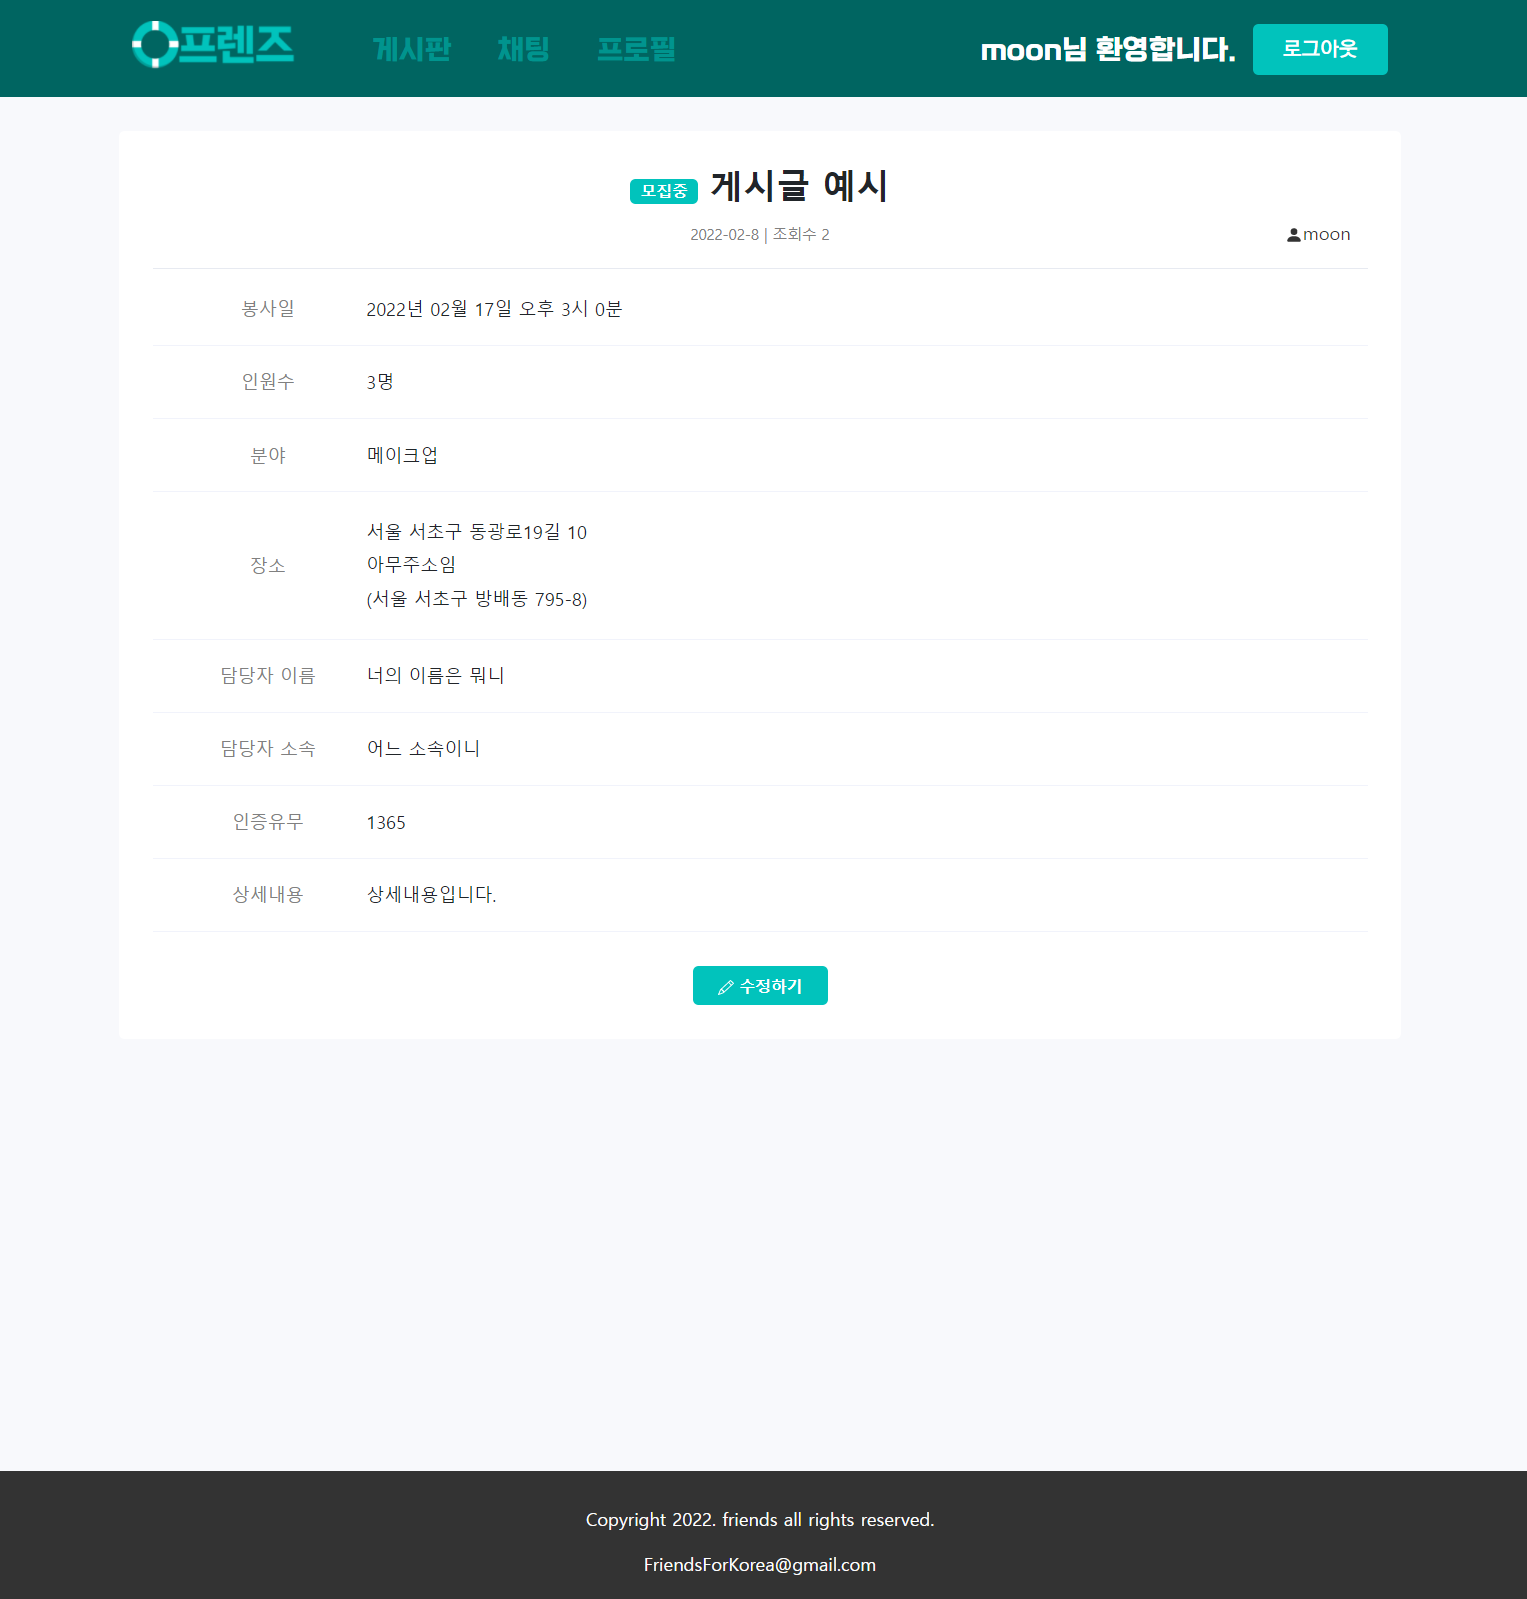 프렌즈 게시판 채팅 프로필 moon님 환영합니다. 로그아웃
모집중 게시글 예시
2022-02-8 | 조회수 2 moon
봉사일 2022년 02월 17일 오후 3시 0분
인원수 3명
분야 메이크업
서울 서초구 동광로19길 10
장소 아무주소임
(서울 서초구 방배동 795-8)
담당자 이름 너의 이름은 뭐니
담당자 소속 어느 소속이니
인증유무 1365
상세내용 상세내용입니다.
수정하기
Copyright 2022. friends all rights reserved.
FriendsForKorea@gmail.com